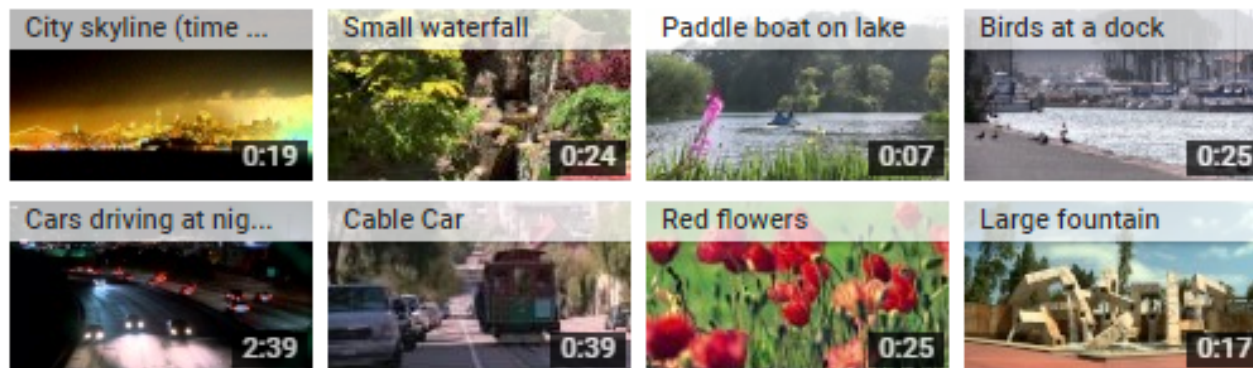 City skyline (time ...
Small waterfall
Paddle boat on lake
Birds at a dock
0:19
0:24
0:07
0:25
Cars driving at nig...
Cable Car
Red flowers
Large fountain
2:39
0:39
0:25
0:17